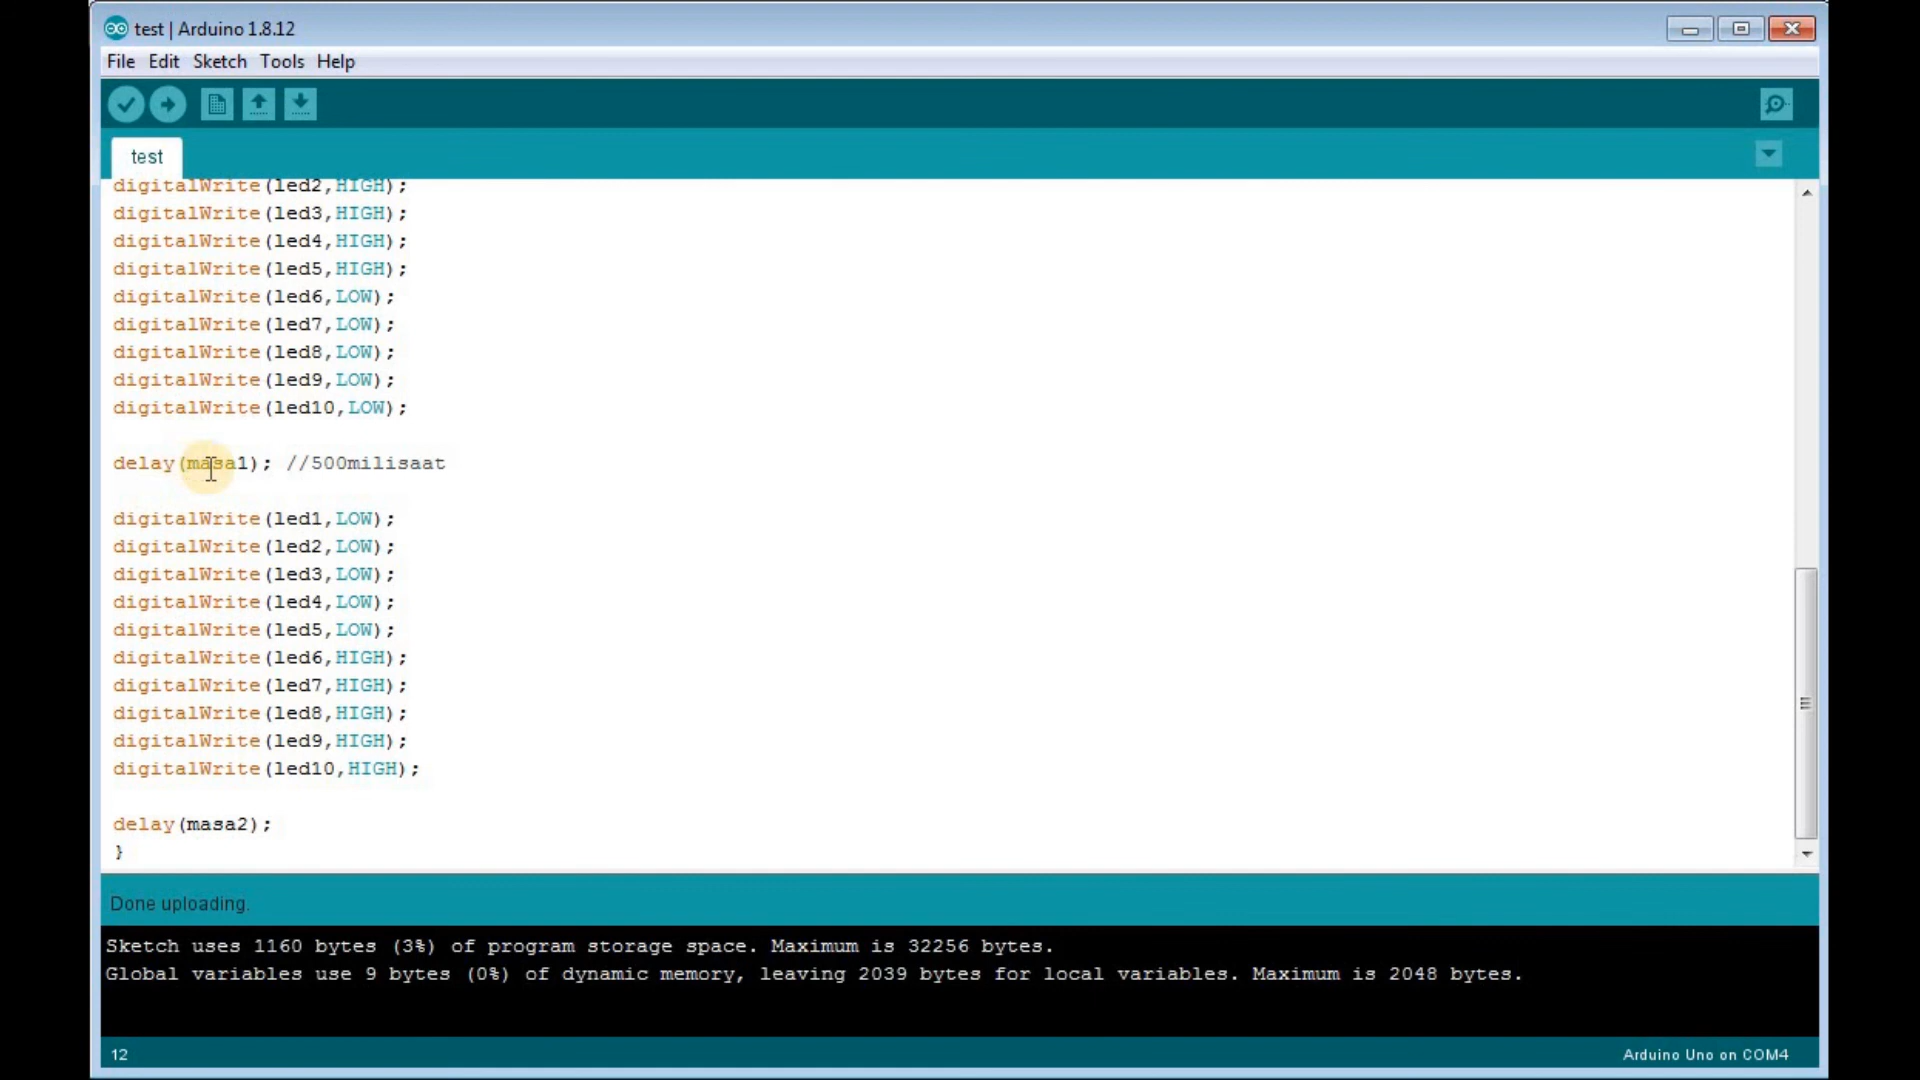 test | Arduino 1.8.12
File Edit Sketch Tools Help
test
digitalWrite(led2,HIGH);
digitalWrite(led3,HIGH);
digitalWrite(led4,HIGH);
digitalWrite(led5,HIGH);
digitalWrite(led6,LOW);
digitalWrite(led7,LOW);
digitalWrite(led8,LOW);
digitalWrite(led9,LOW);
digitalWrite(led10,LOW);
delay(masa1); //500milisaat
digitalWrite(led1,LOW);
digitalWrite(led2,LOW);
digitalWrite(led3,LOW);
digitalWrite(led4,LOW);
digitalWrite(led5,LOW);
digitalWrite(led6,HIGH);
digitalWrite(led7,HIGH);
digitalWrite(led8,HIGH);
digitalWrite(led9,HIGH);
digitalWrite(led10,HIGH);
delay(masa2);
}
Done uploading.
Sketch uses 1160 bytes (3%) of program storage space. Maximum is 32256 bytes.
Global variables use 9 bytes (0%) of dynamic memory, leaving 2039 bytes for local variables. Maximum is 2048 bytes.
12 Arduino Uno on COM4